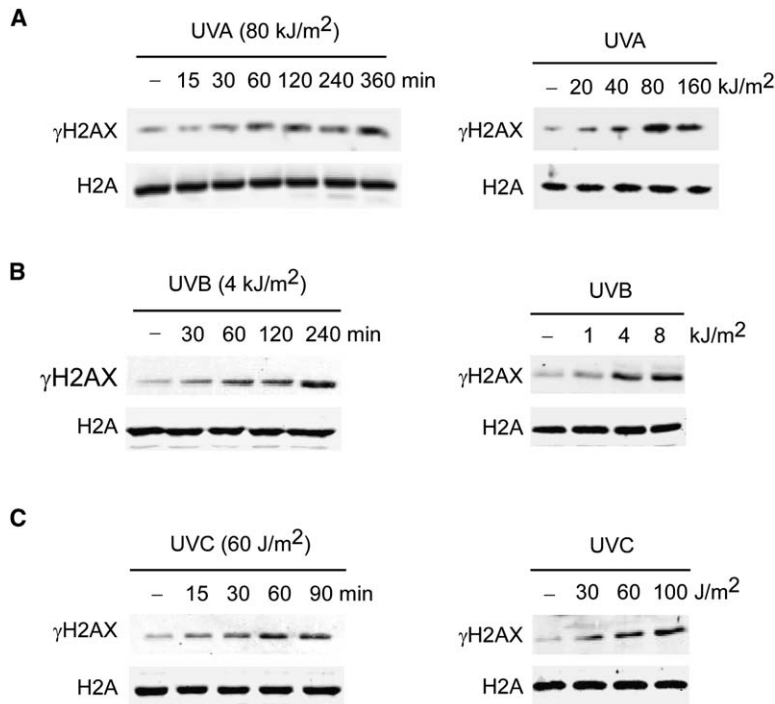 A
UVA (80 kJ/m2)
– 15 30 60 120 240 360 min
γH2AX
H2A
UVA
– 20 40 80 160 kJ/m2
γH2AX
H2A
B
UVB (4 kJ/m2)
– 30 60 120 240 min
γH2AX
H2A
UVB
– 1 4 8 kJ/m2
γH2AX
H2A
C
UVC (60 J/m2)
– 15 30 60 90 min
γH2AX
H2A
UVC
– 30 60 100 J/m2
γH2AX
H2A